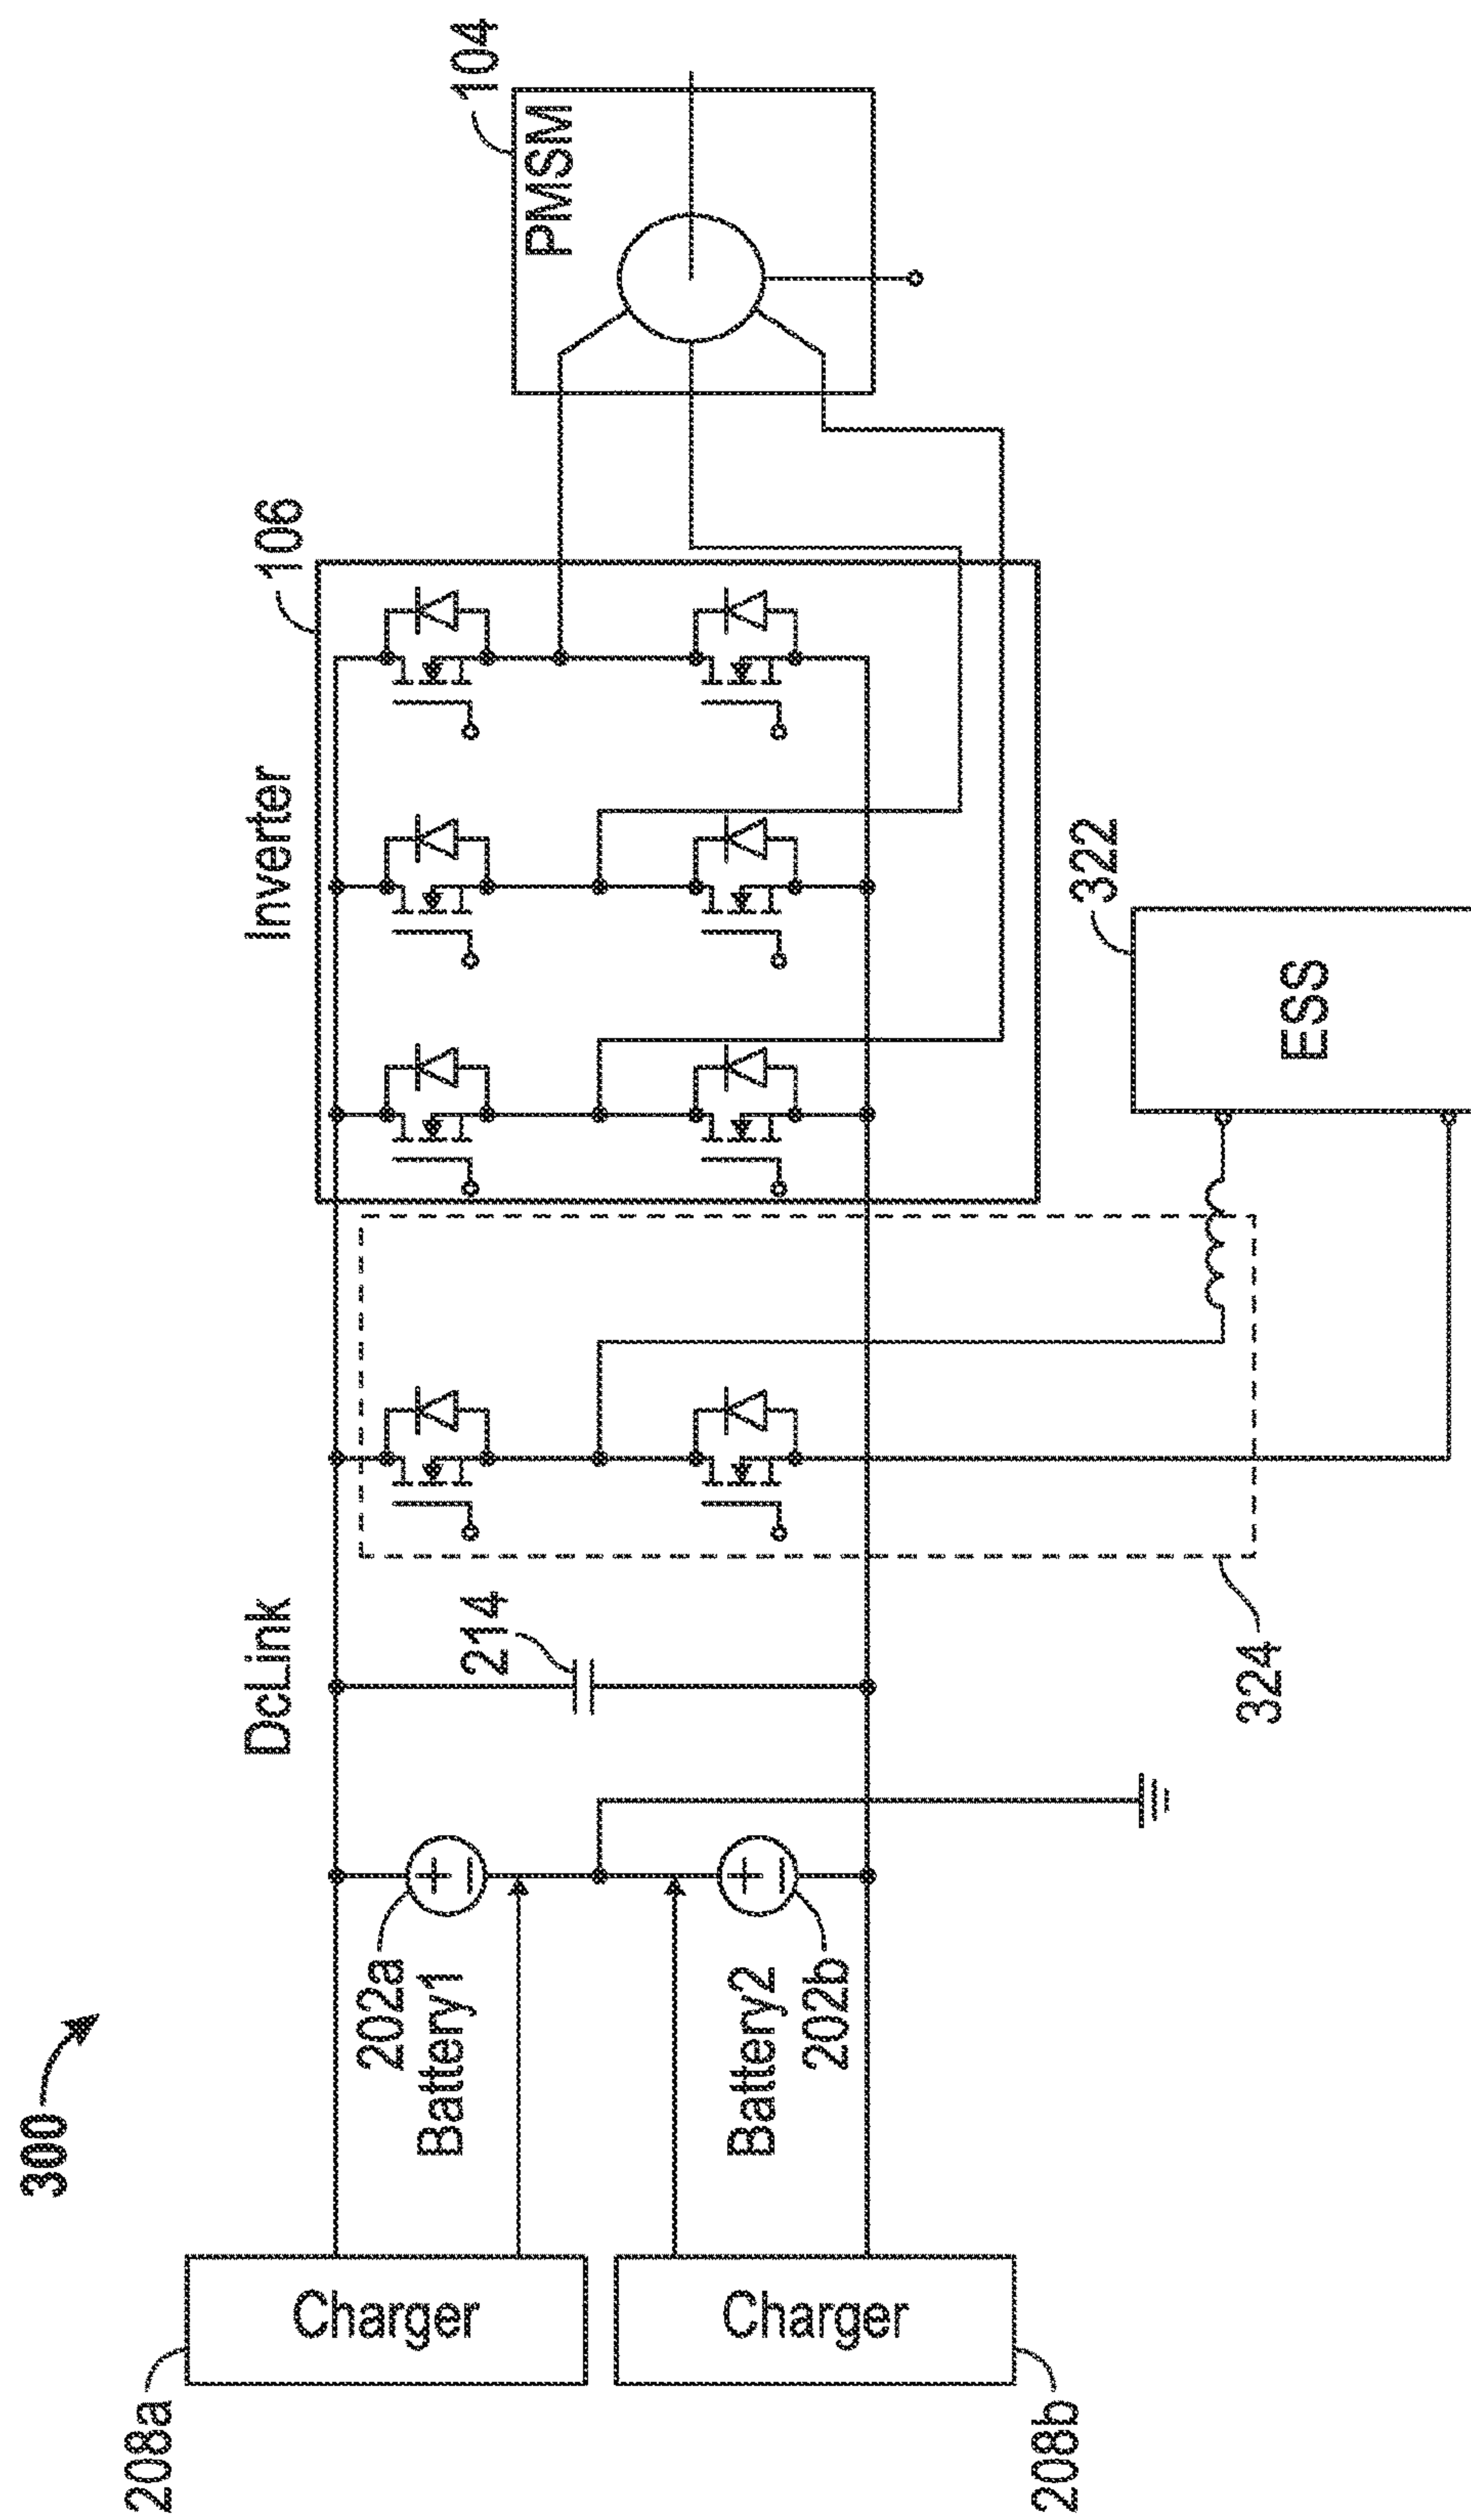 300
208a
Charger
Charger
208b
202a
Battery1
Battery2
202b
DcLink
214
324
Inverter
106
322
ESS
104
PMSM